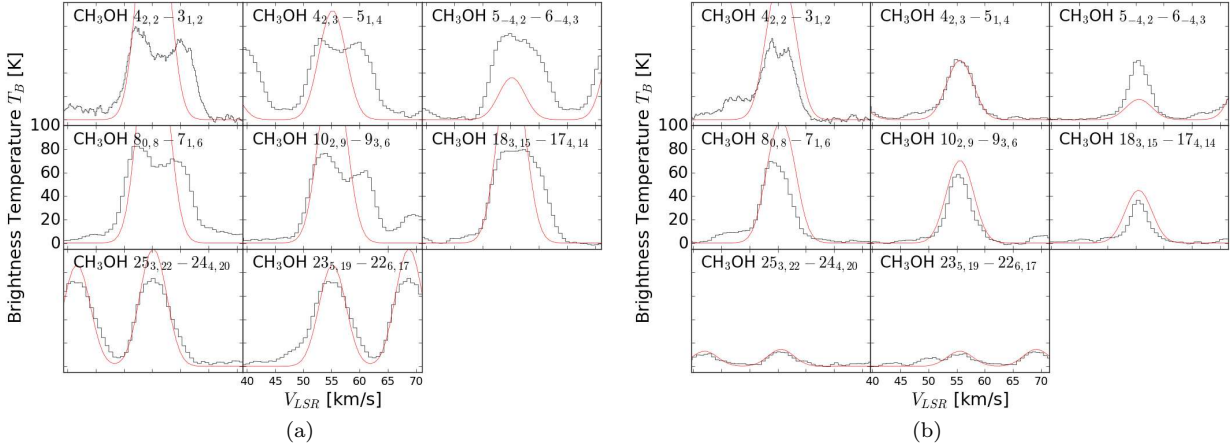 CH₃OH 4₂,₂ − 3₁,₂
CH₃OH 4₂,₃ − 5₁,₄
CH₃OH 5₋₄,₂ − 6₋₄,₃
CH₃OH 8₀,₈ − 7₁,₆
CH₃OH 10₂,₉ − 9₃,₆
CH₃OH 18₃,₁₅ − 17₄,₁₄
CH₃OH 25₃,₂₂ − 24₄,₂₀
CH₃OH 23₅,₁₉ − 22₆,₁₇
Brightness Temperature T_B [K]
100
80
60
40
20
0
40 45 50 55 60 65 70
V_LSR [km/s]
(a)
CH₃OH 4₂,₂ − 3₁,₂
CH₃OH 4₂,₃ − 5₁,₄
CH₃OH 5₋₄,₂ − 6₋₄,₃
CH₃OH 8₀,₈ − 7₁,₆
CH₃OH 10₂,₉ − 9₃,₆
CH₃OH 18₃,₁₅ − 17₄,₁₄
CH₃OH 25₃,₂₂ − 24₄,₂₀
CH₃OH 23₅,₁₉ − 22₆,₁₇
Brightness Temperature T_B [K]
100
80
60
40
20
0
40 45 50 55 60 65 70
V_LSR [km/s]
(b)